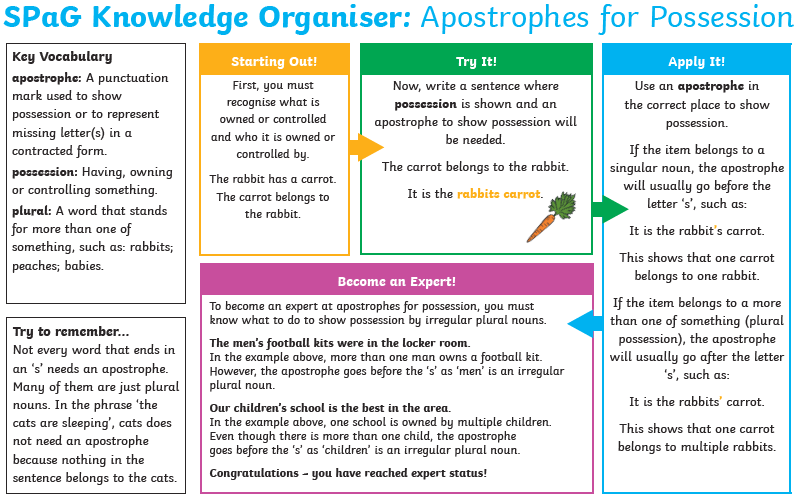 SPaG Knowledge Organiser: Apostrophes for Possession
Key Vocabulary
apostrophe: A punctuation
mark used to show
possession or to represent
missing letter(s) in a
contracted form.
possession: Having, owning
or controlling something.
plural: A word that stands
for more than one of
something, such as: rabbits;
peaches; babies.
Try to remember...
Not every word that ends in
an ‘s’ needs an apostrophe.
Many of them are just plural
nouns. In the phrase ‘the
cats are sleeping’, cats does
not need an apostrophe
because nothing in the
sentence belongs to the cats.
Starting Out!
First, you must
recognise what is
owned or controlled
and who it is owned or
controlled by.
The rabbit has a carrot.
The carrot belongs to
the rabbit.
Try It!
Now, write a sentence where
possession is shown and an
apostrophe to show possession will
be needed.
The carrot belongs to the rabbit.
It is the rabbits carrot.
Apply It!
Use an apostrophe in
the correct place to show
possession.
If the item belongs to a
singular noun, the apostrophe
will usually go before the
letter ‘s’, such as:
It is the rabbit’s carrot.
This shows that one carrot
belongs to one rabbit.
If the item belongs to a more
than one of something (plural
possession), the apostrophe
will usually go after the letter
‘s’, such as:
It is the rabbits’ carrot.
This shows that one carrot
belongs to multiple rabbits.
Become an Expert!
To become an expert at apostrophes for possession, you must
know what to do to show possession by irregular plural nouns.
The men’s football kits were in the locker room.
In the example above, more than one man owns a football kit.
However, the apostrophe goes before the ‘s’ as ‘men’ is an irregular
plural noun.
Our children’s school is the best in the area.
In the example above, one school is owned by multiple children.
Even though there is more than one child, the apostrophe
goes before the ‘s’ as ‘children’ is an irregular plural noun.
Congratulations – you have reached expert status!